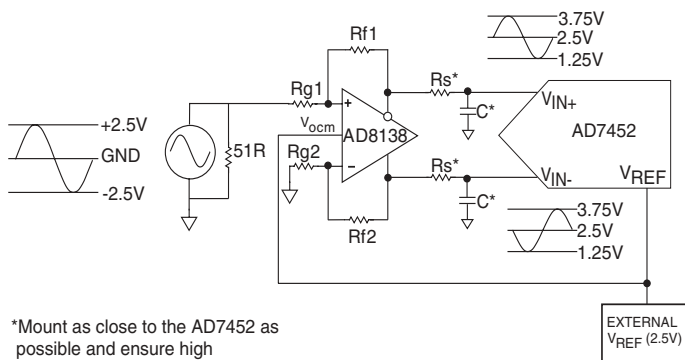 3.75V
2.5V
1.25V
Rf1
Rg1
Rs*
C*
VIN+
+
Vocm
AD8138
AD7452
+2.5V
GND
-2.5V
51R
Rg2
−
Rs*
C*
VIN-
VREF
Rf2
3.75V
2.5V
1.25V
*Mount as close to the AD7452 as
possible and ensure high
EXTERNAL
VREF (2.5V)